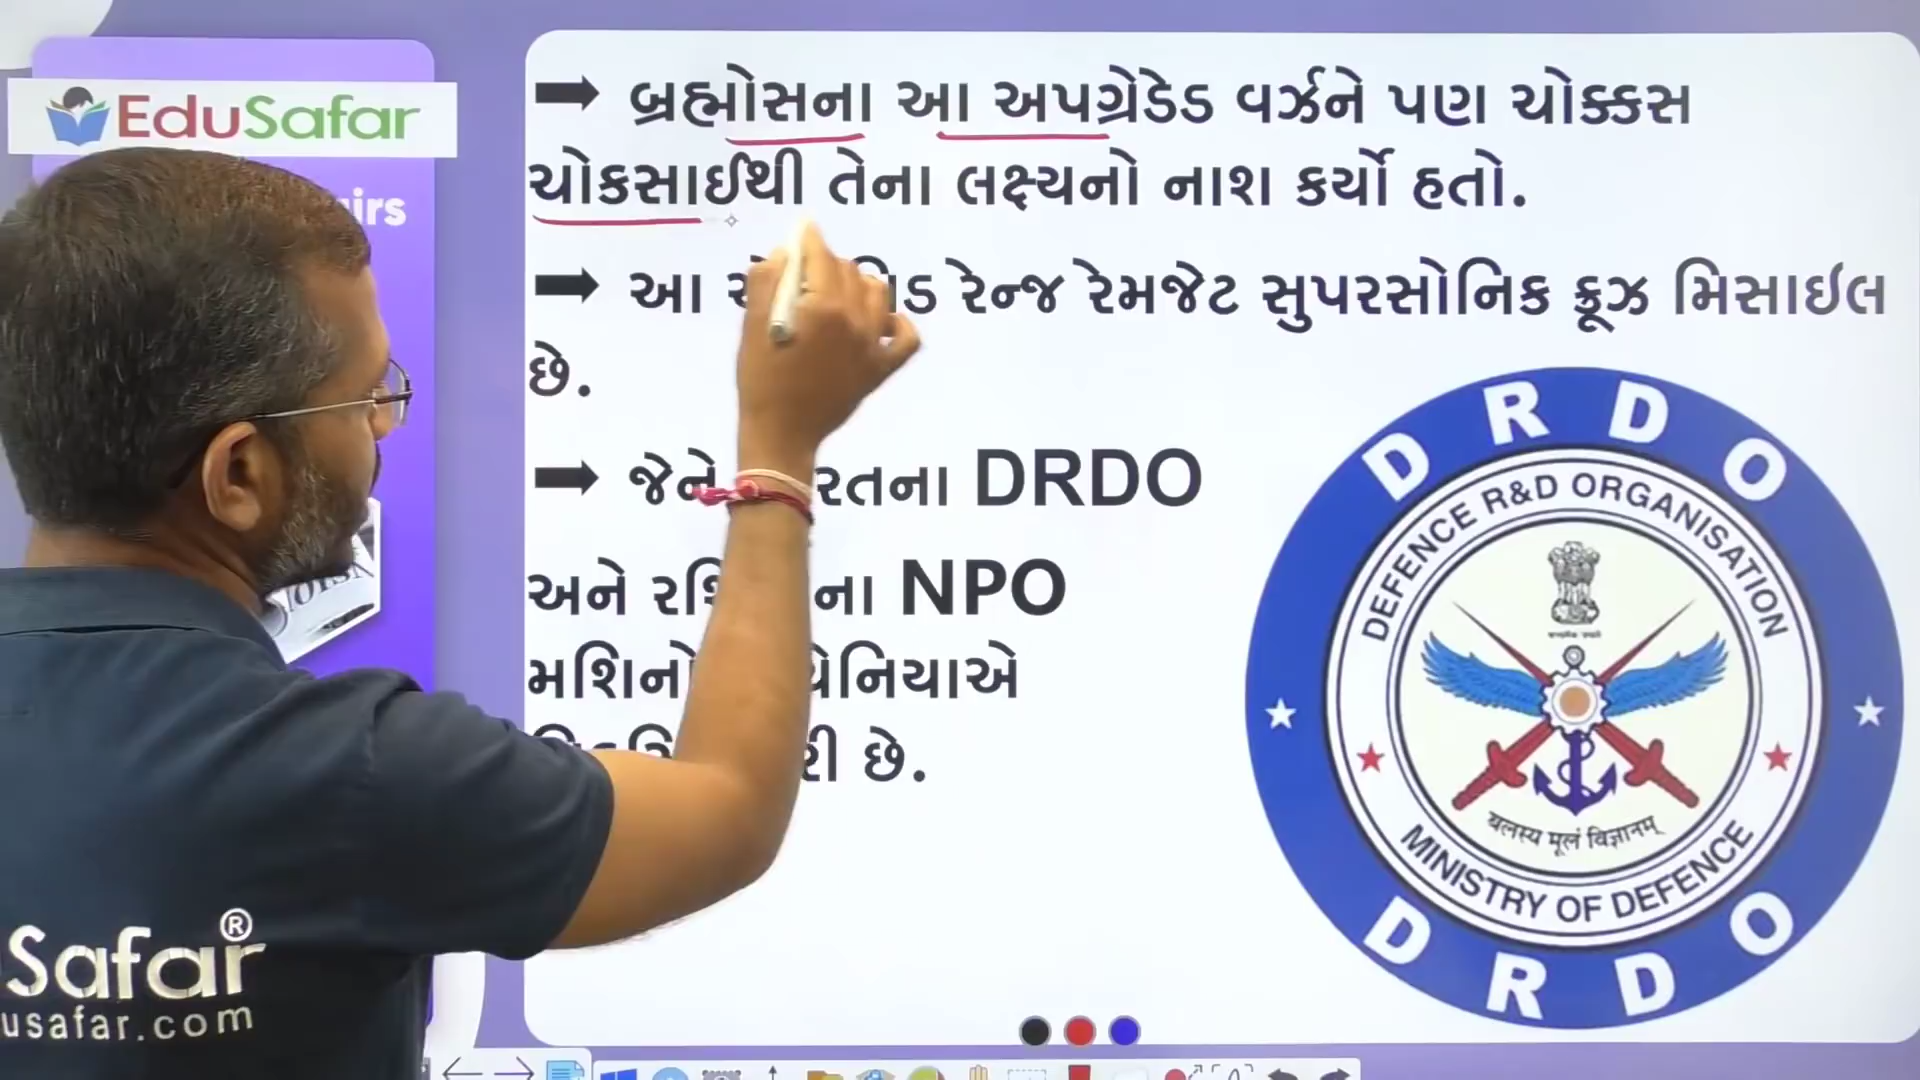 EduSafar
irs
➡ બ્રહ્મોસના આ અપગ્રેડેડ વર્ઝને પણ ચોક્કસ
ચોકસાઈથી તેના લક્ષ્યનો નાશ કર્યો હતો.
➡ આ રેન્જ રેમજેટ સુપરસોનિક ક્રૂઝ મિસાઈલ
છે.
➡ જેને રતના DRDO
અને ના NPO
મશિનો થેનિયાએ
રી છે.
D R D O
DEFENCE R&D ORGANISATION
बलस्य मूलं विज्ञानम्
MINISTRY OF DEFENCE
D R D O
Safar®
usafar.com